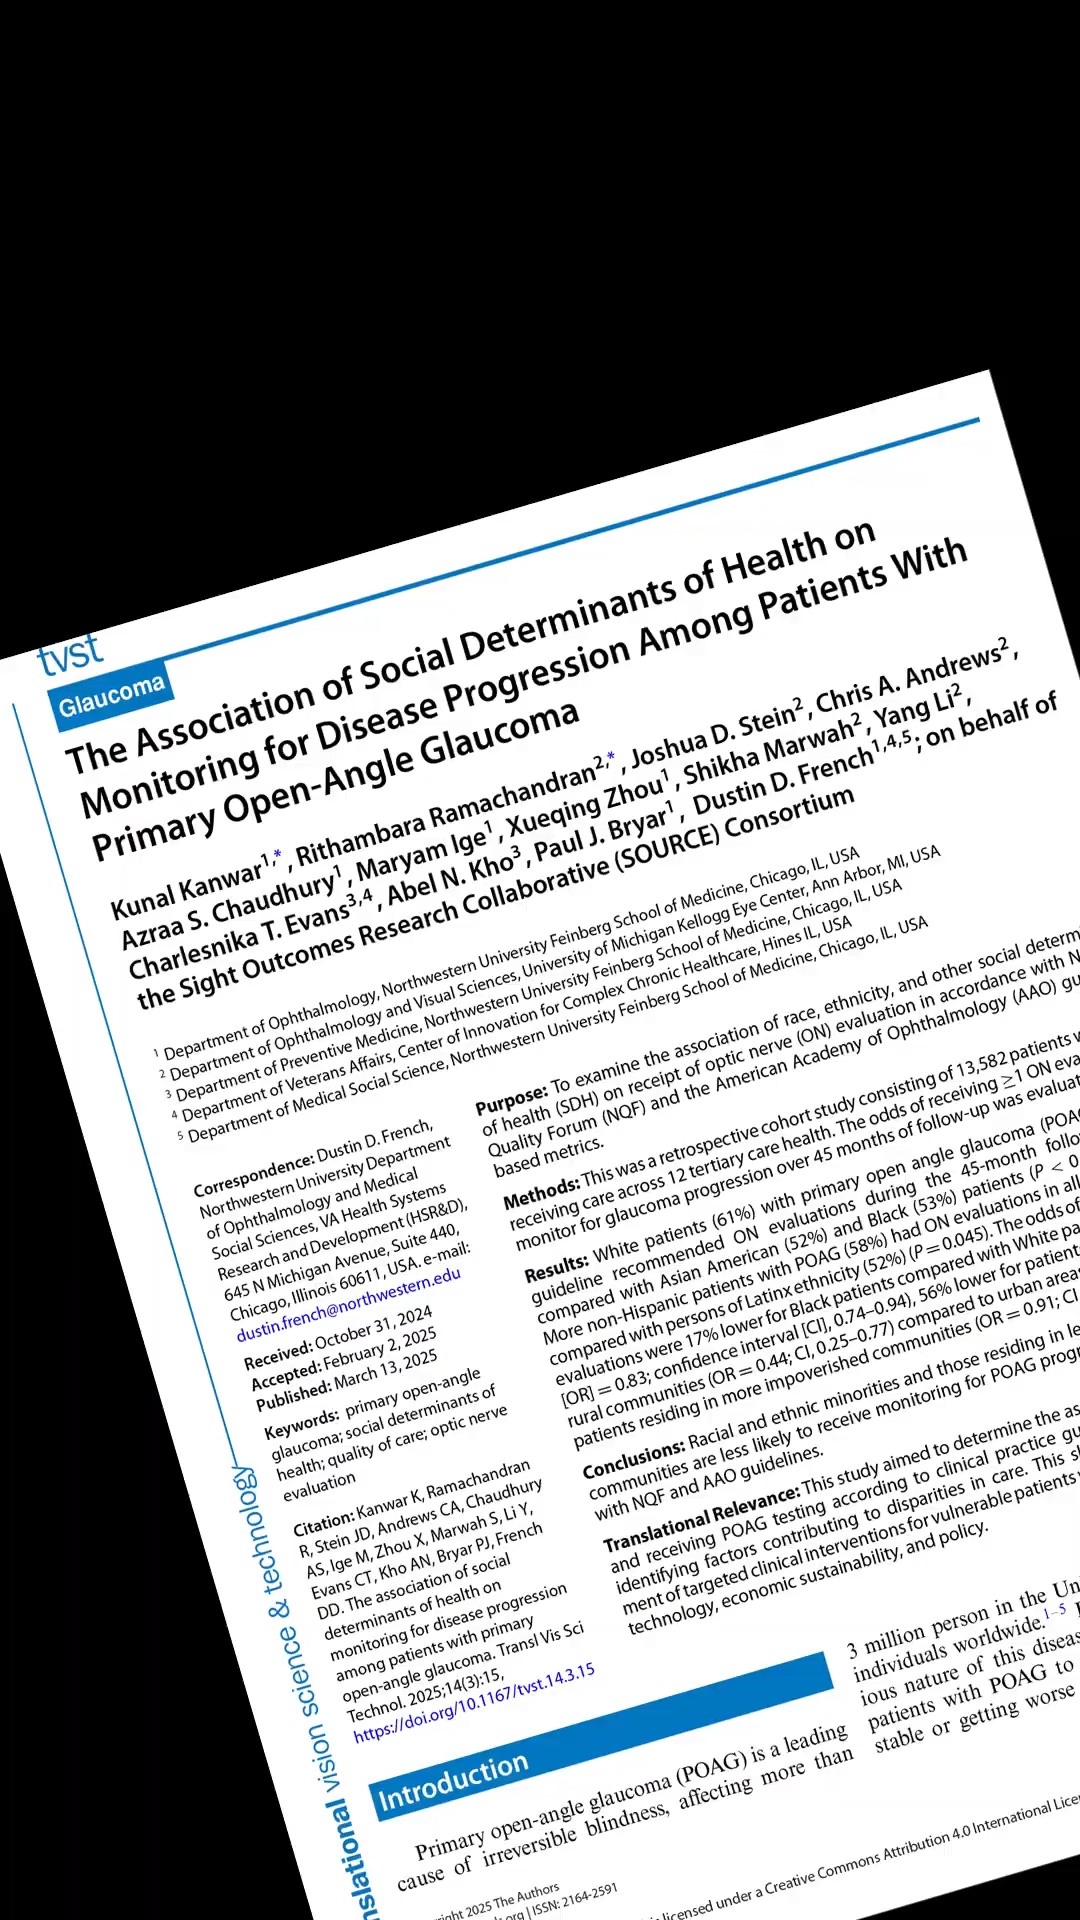 tvst
Glaucoma
The Association of Social Determinants of Health on
Monitoring for Disease Progression Among Patients With
Primary Open-Angle Glaucoma
Kunal Kanwar1,*, Rithambara Ramachandran2,*, Joshua D. Stein2, Chris A. Andrews2,
Azraa S. Chaudhury1, Maryam Ige1, Xueqing Zhou1, Shikha Marwah2, Yang Li2,
Charlesnika T. Evans3,4, Abel N. Kho3, Paul J. Bryar1, Dustin D. French1,4,5; on behalf of
the Sight Outcomes Research Collaborative (SOURCE) Consortium
1 Department of Ophthalmology, Northwestern University Feinberg School of Medicine, Chicago, IL, USA
2 Department of Ophthalmology and Visual Sciences, University of Michigan Kellogg Eye Center, Ann Arbor, MI, USA
3 Department of Preventive Medicine, Northwestern University Feinberg School of Medicine, Chicago, IL, USA
4 Department of Veterans Affairs, Center of Innovation for Complex Chronic Healthcare, Hines IL, USA
5 Department of Medical Social Science, Northwestern University Feinberg School of Medicine, Chicago, IL, USA
Correspondence: Dustin D. French,
Northwestern University Department
of Ophthalmology and Medical
Social Sciences, VA Health Systems
Research and Development (HSR&D),
645 N Michigan Avenue, Suite 440,
Chicago, Illinois 60611, USA. e-mail:
dustin.french@northwestern.edu
Received: October 31, 2024
Accepted: February 2, 2025
Published: March 13, 2025
Keywords: primary open-angle
glaucoma; social determinants of
health; quality of care; optic nerve
evaluation
Citation: Kanwar K, Ramachandran
R, Stein JD, Andrews CA, Chaudhury
AS, Ige M, Zhou X, Marwah S, Li Y,
Evans CT, Kho AN, Bryar PJ, French
DD. The association of social
determinants of health on
monitoring for disease progression
among patients with primary
open-angle glaucoma. Transl Vis Sci
Technol. 2025;14(3):15,
https://doi.org/10.1167/tvst.14.3.15
Purpose: To examine the association of race, ethnicity, and other social determ
of health (SDH) on receipt of optic nerve (ON) evaluation in accordance with N
Quality Forum (NQF) and the American Academy of Ophthalmology (AAO) gu
based metrics.
Methods: This was a retrospective cohort study consisting of 13,582 patients w
receiving care across 12 tertiary care health. The odds of receiving ≥1 ON eva
monitor for glaucoma progression over 45 months of follow-up was evaluat
Results: White patients (61%) with primary open angle glaucoma (POA
guideline recommended ON evaluations during the 45-month follo
compared with Asian American (52%) and Black (53%) patients (P < 0
More non-Hispanic patients with POAG (58%) had ON evaluations in all
compared with persons of Latinx ethnicity (52%) (P = 0.045). The odds of
evaluations were 17% lower for Black patients compared with White pa
[OR] = 0.83; confidence interval [CI], 0.74–0.94), 56% lower for patient
rural communities (OR = 0.44; CI, 0.25–0.77) compared to urban area
patients residing in more impoverished communities (OR = 0.91; CI
Conclusions: Racial and ethnic minorities and those residing in le
communities are less likely to receive monitoring for POAG progr
with NQF and AAO guidelines.
Translational Relevance: This study aimed to determine the as
and receiving POAG testing according to clinical practice gu
identifying factors contributing to disparities in care. This s
ment of targeted clinical interventions for vulnerable patients
technology, economic sustainability, and policy.
Introduction
Primary open-angle glaucoma (POAG) is a leading
cause of irreversible blindness, affecting more than
3 million person in the Un
individuals worldwide.1–5
ious nature of this diseas
patients with POAG to
stable or getting worse
nslational vision science & technology
right 2025 The Authors
org | ISSN: 2164-2591
is licensed under a Creative Commons Attribution 4.0 International Lice